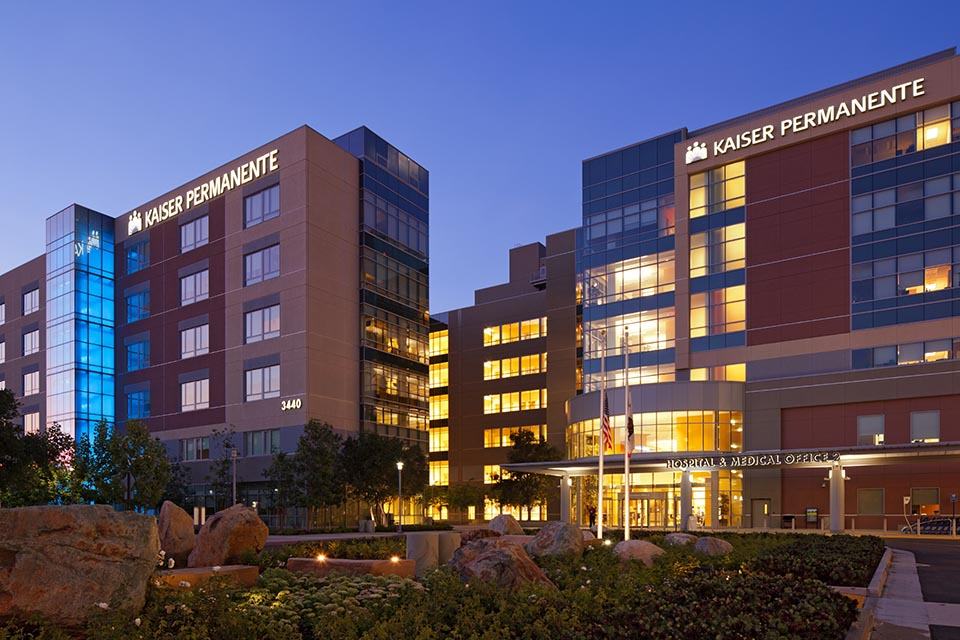 KAISER PERMANENTE
3440
KAISER PERMANENTE
HOSPITAL & MEDICAL OFFICE 2